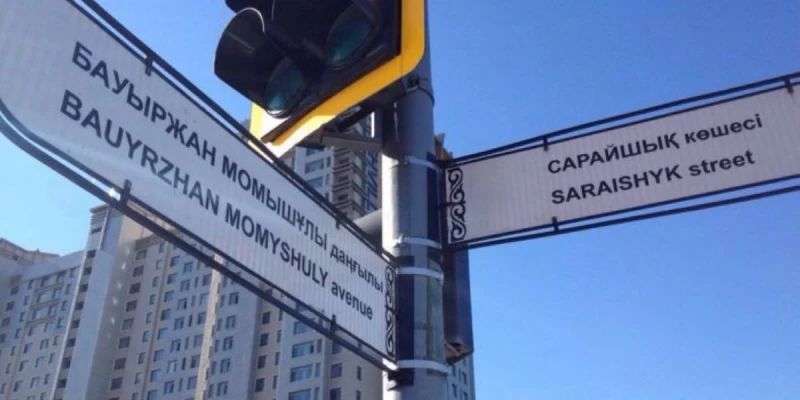 БАУЫРЖАН МОМЫШҰЛЫ даңғылы
BAUYRZHAN MOMYSHULY avenue
САРАЙШЫҚ көшесі
SARAISHYK street